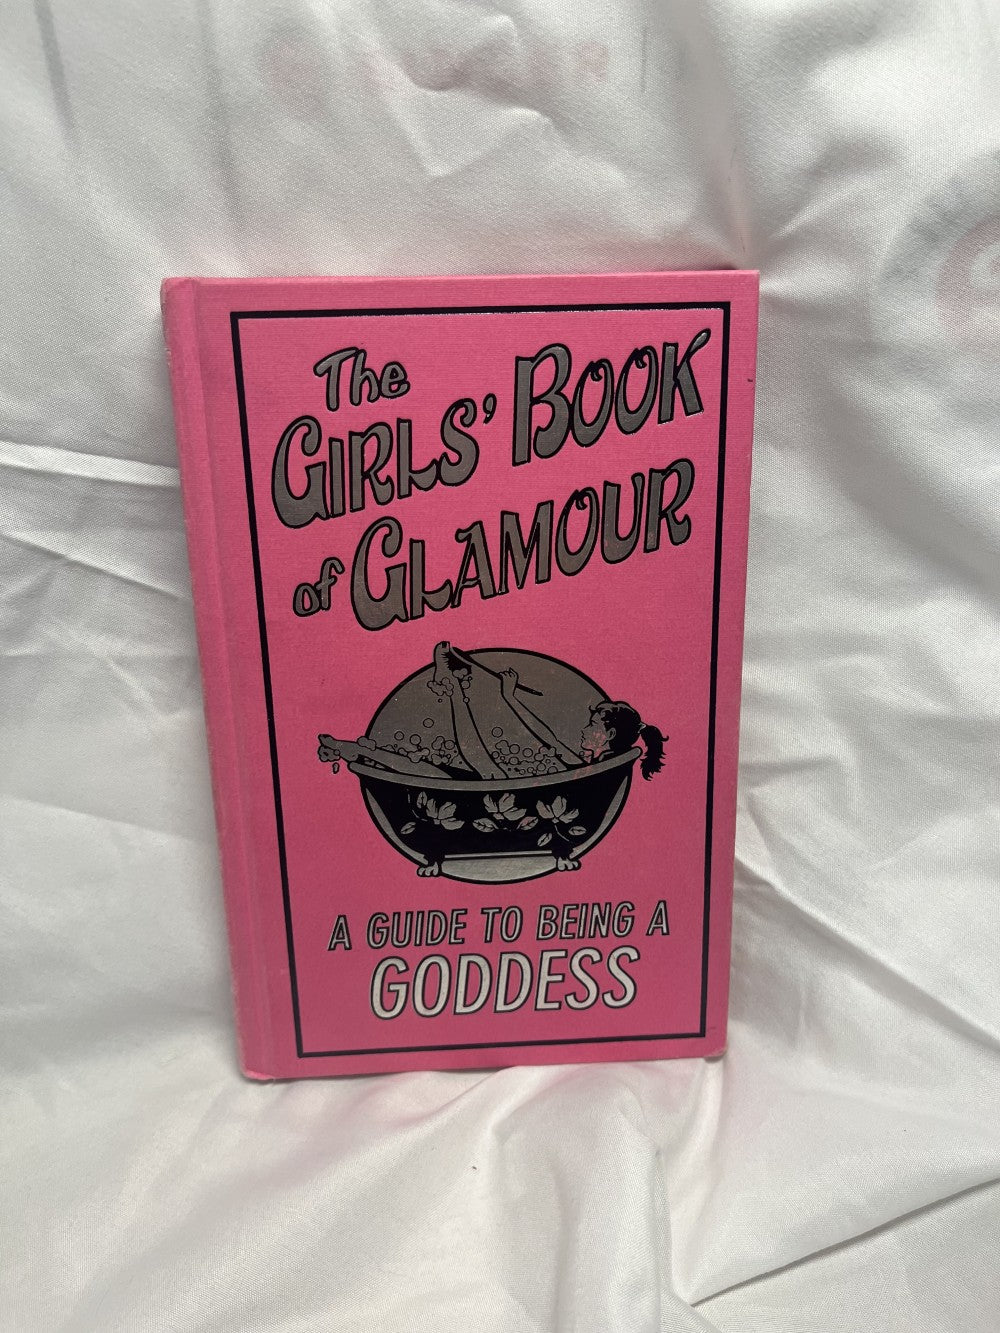 The
GIRLS' BOOK
of GLAMOUR
A GUIDE TO BEING A
GODDESS